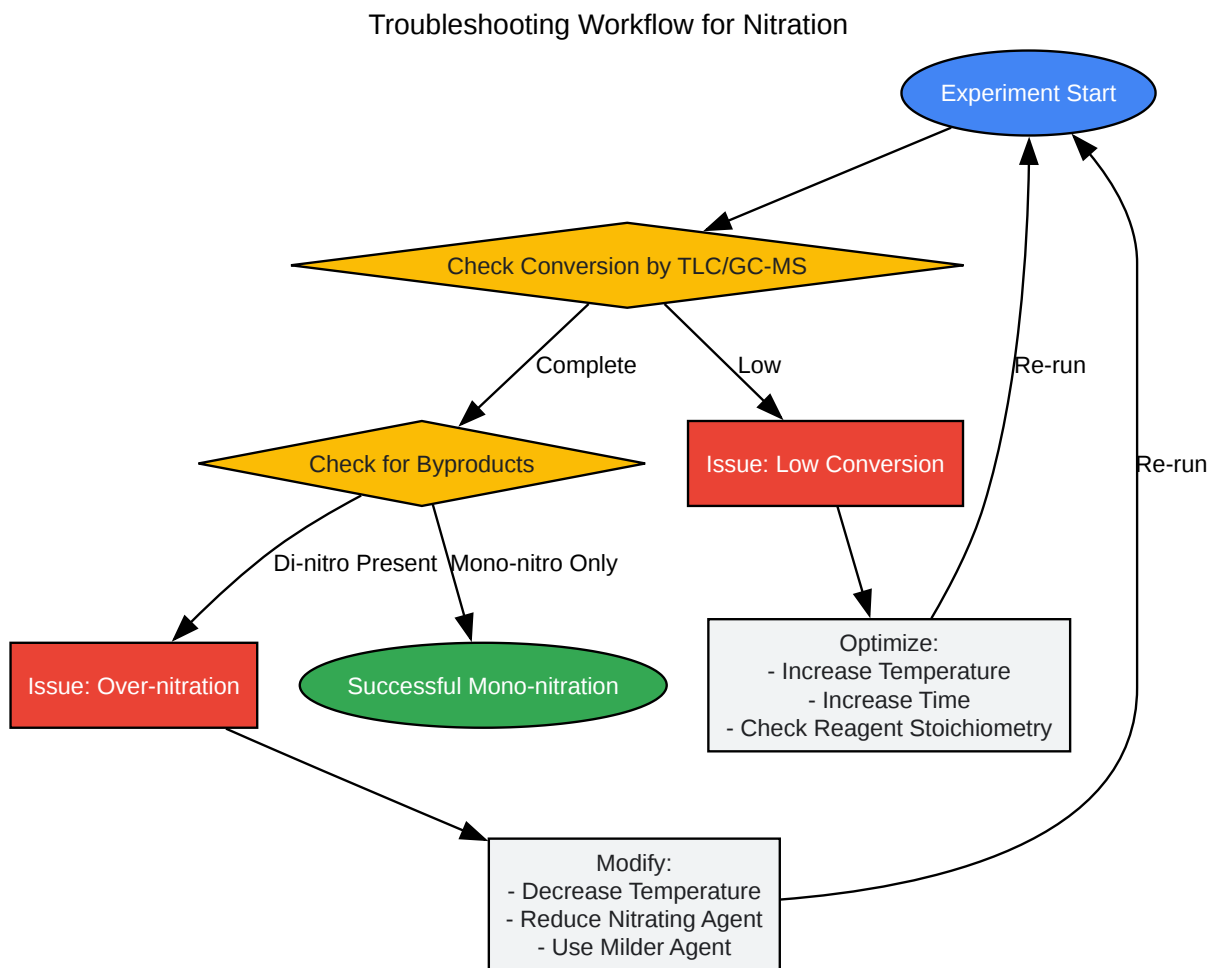 Troubleshooting Workflow for Nitration
Experiment Start
Check Conversion by TLC/GC-MS
Complete
Low
Re-run
Check for Byproducts
Issue: Low Conversion
Re-run
Di-nitro Present
Mono-nitro Only
Issue: Over-nitration
Successful Mono-nitration
Optimize:
- Increase Temperature
- Increase Time
- Check Reagent Stoichiometry
Modify:
- Decrease Temperature
- Reduce Nitrating Agent
- Use Milder Agent